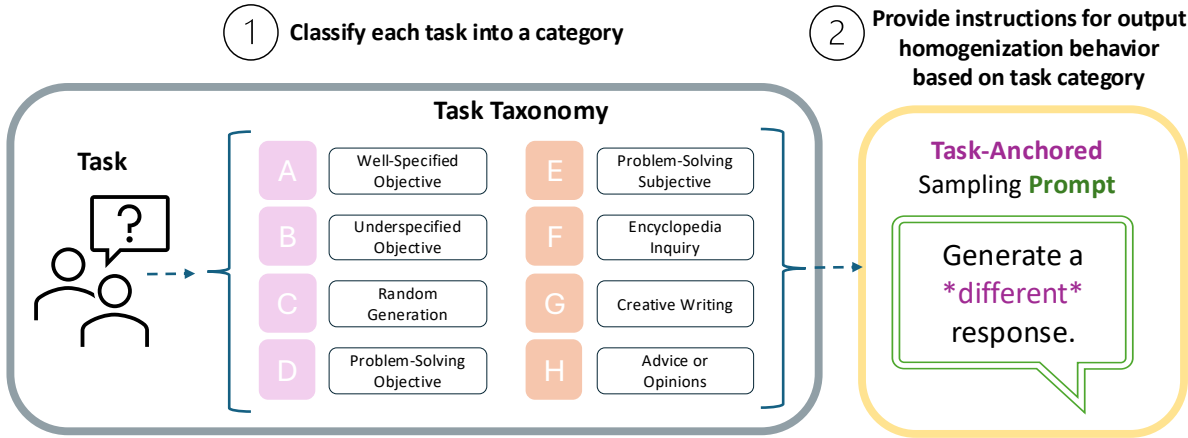 1
Classify each task into a category
2
Provide instructions for output
homogenization behavior
based on task category
Task Taxonomy
Task
?
A
Well-Specified
Objective
B
Underspecified
Objective
C
Random
Generation
D
Problem-Solving
Objective
E
Problem-Solving
Subjective
F
Encyclopedia
Inquiry
G
Creative Writing
H
Advice or
Opinions
Task-Anchored
Sampling Prompt
Generate a
*different*
response.